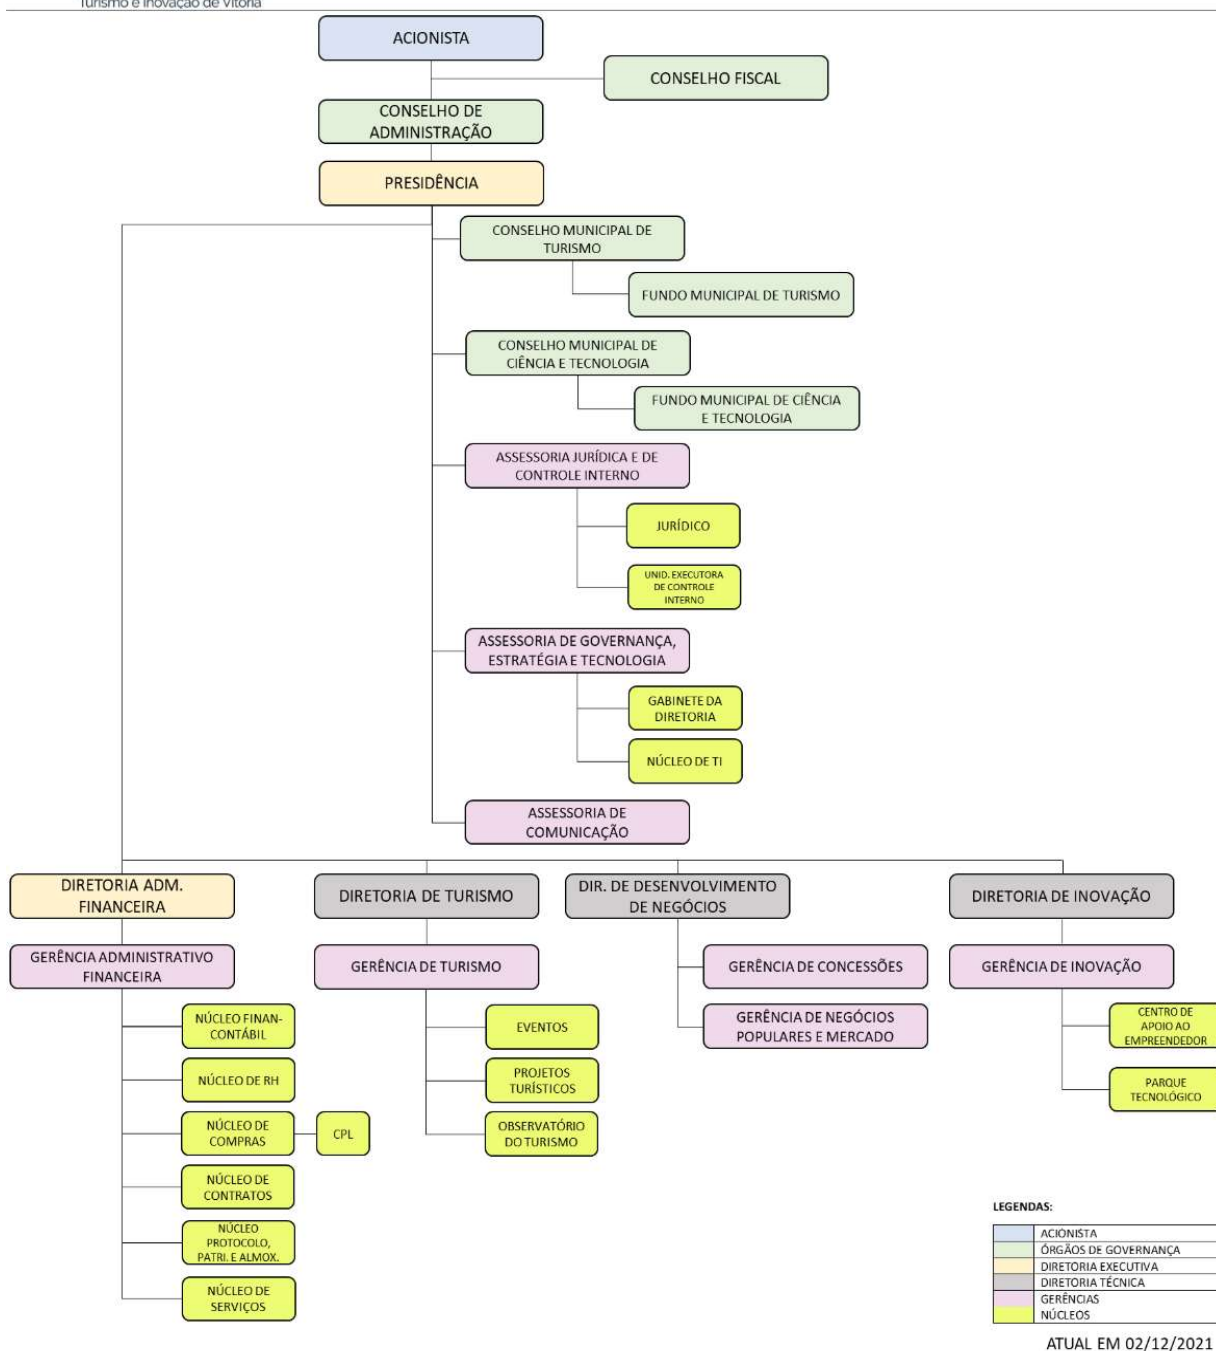 Turismo e Inovação de Vitória
ACIONISTA
CONSELHO FISCAL
CONSELHO DE
ADMINISTRAÇÃO
PRESIDÊNCIA
CONSELHO MUNICIPAL DE
TURISMO
FUNDO MUNICIPAL DE TURISMO
CONSELHO MUNICIPAL DE
CIÊNCIA E TECNOLOGIA
FUNDO MUNICIPAL DE CIÊNCIA
E TECNOLOGIA
ASSESSORIA JURÍDICA E DE
CONTROLE INTERNO
JURÍDICO
UNID. EXECUTORA
DE CONTROLE
INTERNO
ASSESSORIA DE GOVERNANÇA,
ESTRATÉGIA E TECNOLOGIA
GABINETE DA
DIRETORIA
NÚCLEO DE TI
ASSESSORIA DE
COMUNICAÇÃO
DIRETORIA ADM.
FINANCEIRA
GERÊNCIA ADMINISTRATIVO
FINANCEIRA
NÚCLEO FINAN-
CONTÁBIL
NÚCLEO DE RH
NÚCLEO DE
COMPRAS
CPL
NÚCLEO DE
CONTRATOS
NÚCLEO
PROTOCOLO,
PATRI. E ALMOX.
NÚCLEO DE
SERVIÇOS
DIRETORIA DE TURISMO
GERÊNCIA DE TURISMO
EVENTOS
PROJETOS
TURÍSTICOS
OBSERVATÓRIO
DO TURISMO
DIR. DE DESENVOLVIMENTO
DE NEGÓCIOS
GERÊNCIA DE CONCESSÕES
GERÊNCIA DE NEGÓCIOS
POPULARES E MERCADO
DIRETORIA DE INOVAÇÃO
GERÊNCIA DE INOVAÇÃO
CENTRO DE
APOIO AO
EMPREENDEDOR
PARQUE
TECNOLÓGICO
LEGENDAS:
ACIONISTA
ÓRGÃOS DE GOVERNANÇA
DIRETORIA EXECUTIVA
DIRETORIA TÉCNICA
GERÊNCIAS
NÚCLEOS
ATUAL EM 02/12/2021